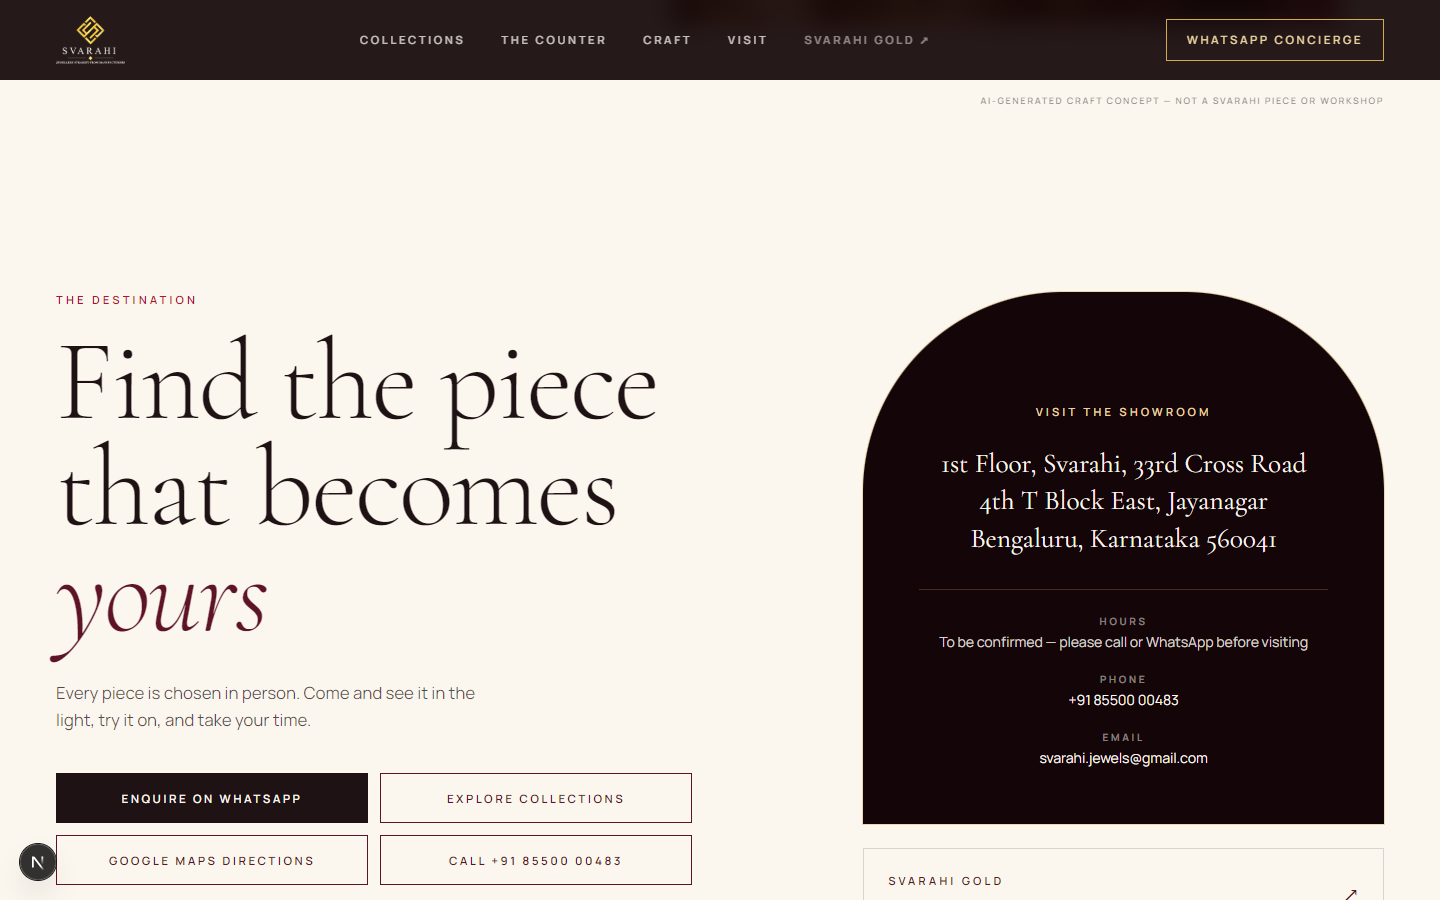 SVARAHI
COLLECTIONS
THE COUNTER
CRAFT
VISIT
SVARAHI GOLD ↗
WHATSAPP CONCIERGE
AI-GENERATED CRAFT CONCEPT — NOT A SVARAHI PIECE OR WORKSHOP
THE DESTINATION
Find the piece
that becomes
yours
Every piece is chosen in person. Come and see it in the
light, try it on, and take your time.
ENQUIRE ON WHATSAPP
EXPLORE COLLECTIONS
GOOGLE MAPS DIRECTIONS
CALL +91 85500 00483
N
VISIT THE SHOWROOM
1st Floor, Svarahi, 33rd Cross Road
4th T Block East, Jayanagar
Bengaluru, Karnataka 560041
HOURS
To be confirmed — please call or WhatsApp before visiting
PHONE
+91 85500 00483
EMAIL
svarahi.jewels@gmail.com
SVARAHI GOLD
↗